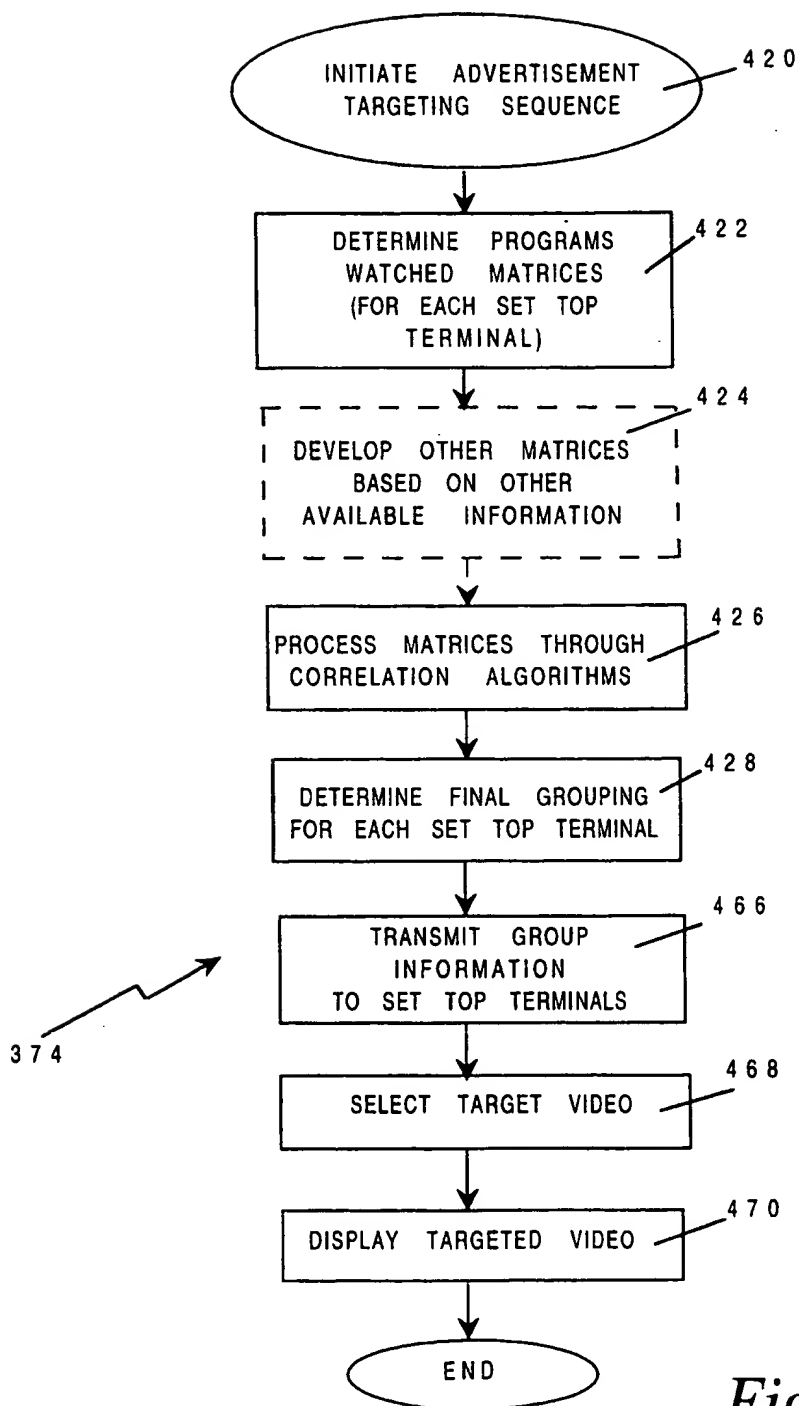 INITIATE ADVERTISEMENT
TARGETING SEQUENCE
420
DETERMINE PROGRAMS
WATCHED MATRICES
(FOR EACH SET TOP
TERMINAL)
422
DEVELOP OTHER MATRICES
BASED ON OTHER
AVAILABLE INFORMATION
424
PROCESS MATRICES THROUGH
CORRELATION ALGORITHMS
426
DETERMINE FINAL GROUPING
FOR EACH SET TOP TERMINAL
428
TRANSMIT GROUP
INFORMATION
TO SET TOP TERMINALS
466
374
SELECT TARGET VIDEO
468
DISPLAY TARGETED VIDEO
470
END